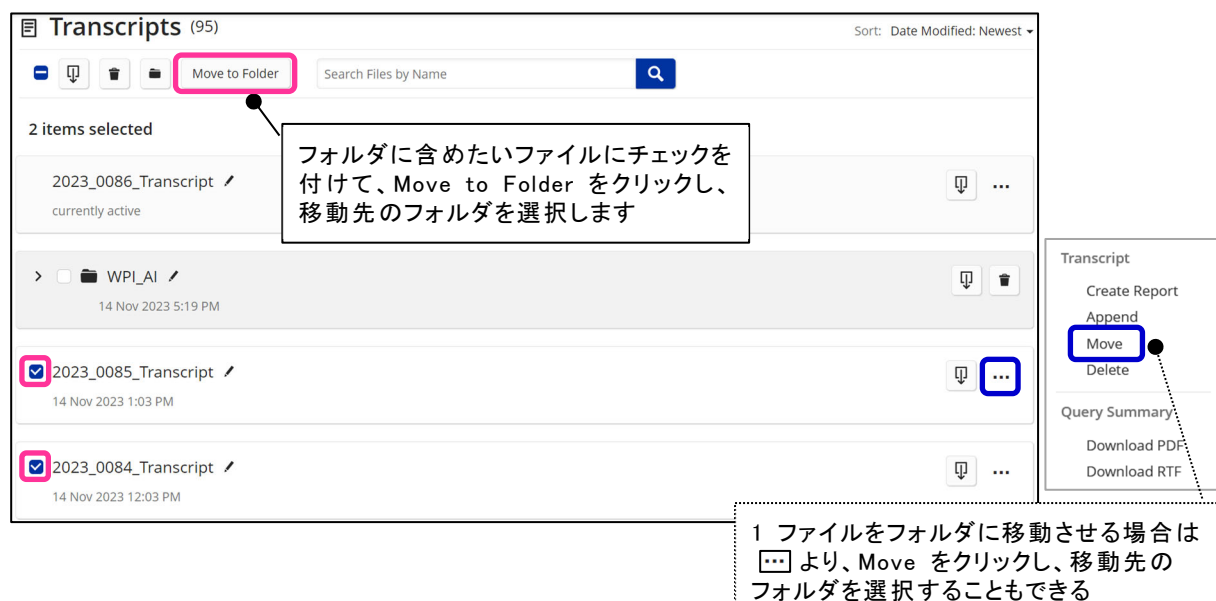 Transcripts (95)
Sort: Date Modified: Newest
Move to Folder
Search Files by Name
2 items selected
フォルダに含めたいファイルにチェックを
付けて、Move to Folder をクリックし、
移動先のフォルダを選択します
2023_0086_Transcript
currently active
WPI_AI
14 Nov 2023 5:19 PM
2023_0085_Transcript
14 Nov 2023 1:03 PM
2023_0084_Transcript
14 Nov 2023 12:03 PM
Transcript
Create Report
Append
Move
Delete
Query Summary
Download PDF
Download RTF
1 ファイルをフォルダに移動させる場合は
... より、Move をクリックし、移動先の
フォルダを選択することもできる